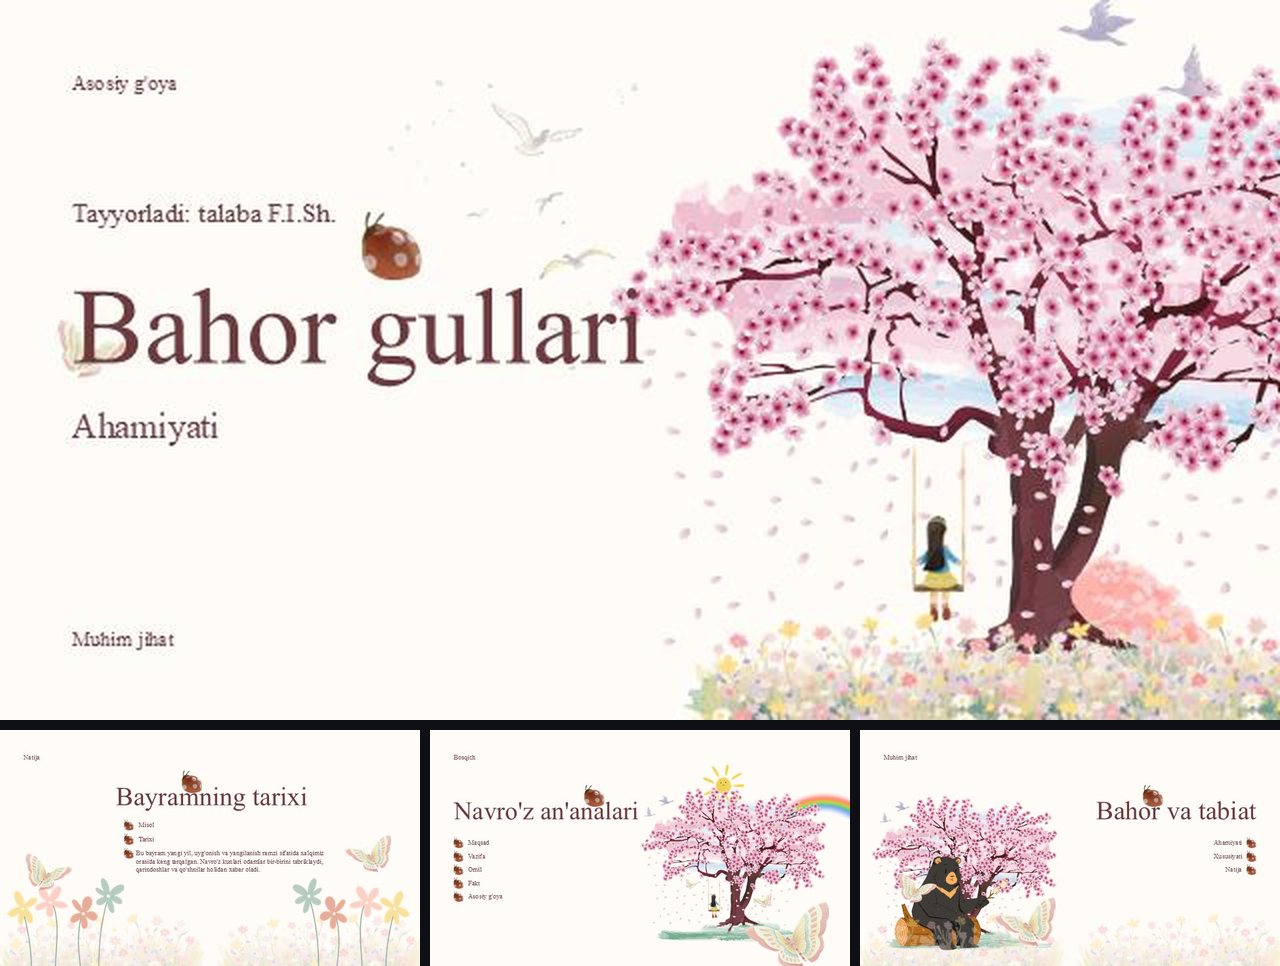 Asosiy g'oya
Tayyorladi: talaba F.I.Sh.
Bahor gullari
Ahamiyati
Muhim jihat
Natija
Bayramning tarixi
Misol
Tarixi
Bu bayram yangi yil, uyg'onish va yangilanish ramzi sifatida xalqimiz
orasida keng tarqalgan. Navro'z kunlari odamlar bir-birini tabriklaydi,
qarindoshlar va qo'shnilar holidan xabar oladi.
Bosqich
Navro'z an'analari
Maqsad
Vazifa
Omil
Fakt
Asosiy g'oya
Muhim jihat
Bahor va tabiat
Ahamiyati
Xususiyati
Natija